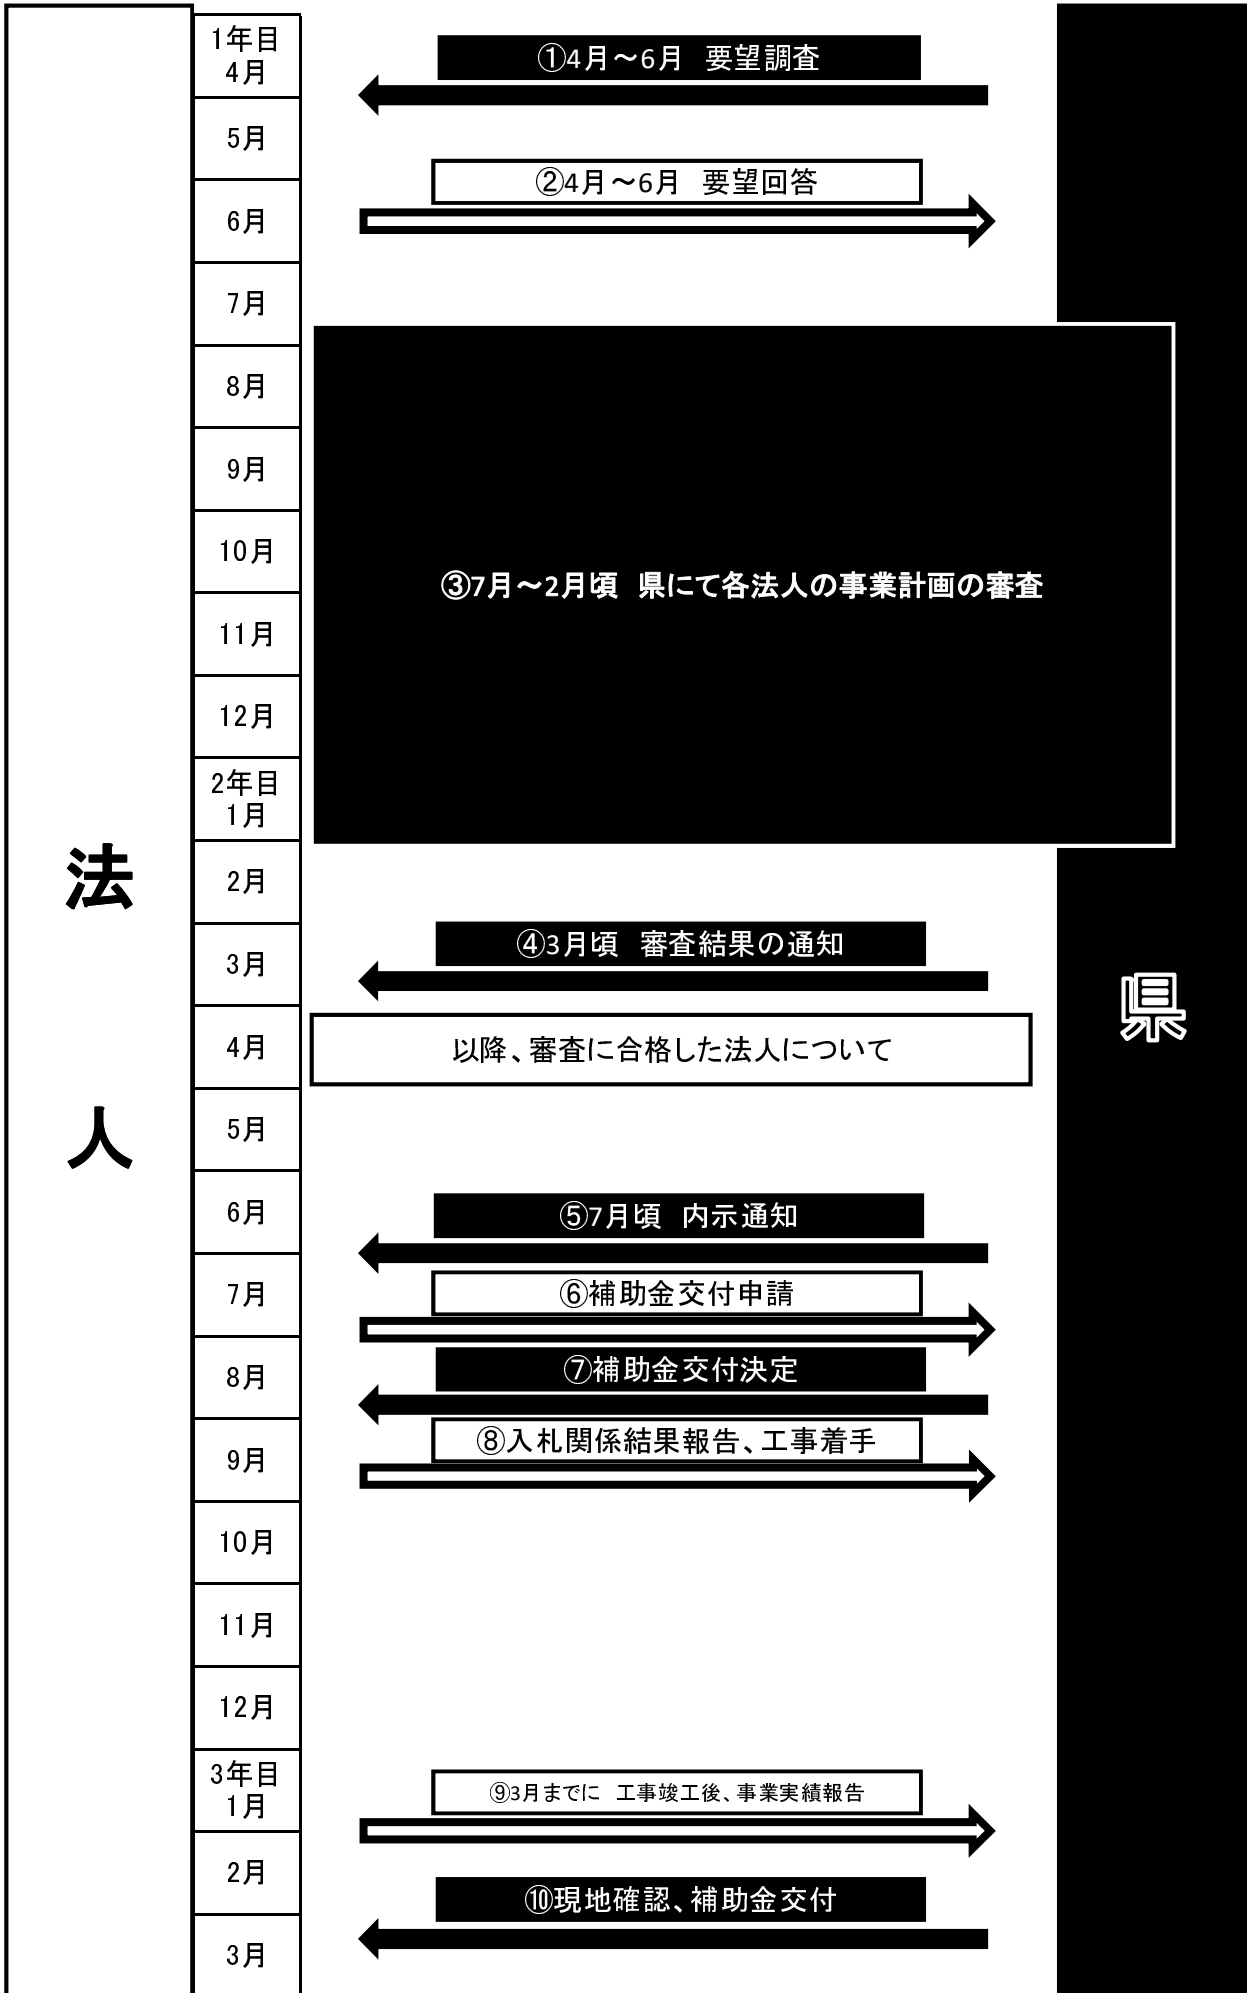 法
人
1年目
4月
5月
6月
7月
8月
9月
10月
11月
12月
2年目
1月
2月
3月
4月
5月
6月
7月
8月
9月
10月
11月
12月
3年目
1月
2月
3月
①4月～6月　要望調査
②4月～6月　要望回答
③7月～2月頃　県にて各法人の事業計画の審査
④3月頃　審査結果の通知
以降、審査に合格した法人について
⑤7月頃　内示通知
⑥補助金交付申請
⑦補助金交付決定
⑧入札関係結果報告、工事着手
⑨3月までに　工事竣工後、事業実績報告
⑩現地確認、補助金交付
県